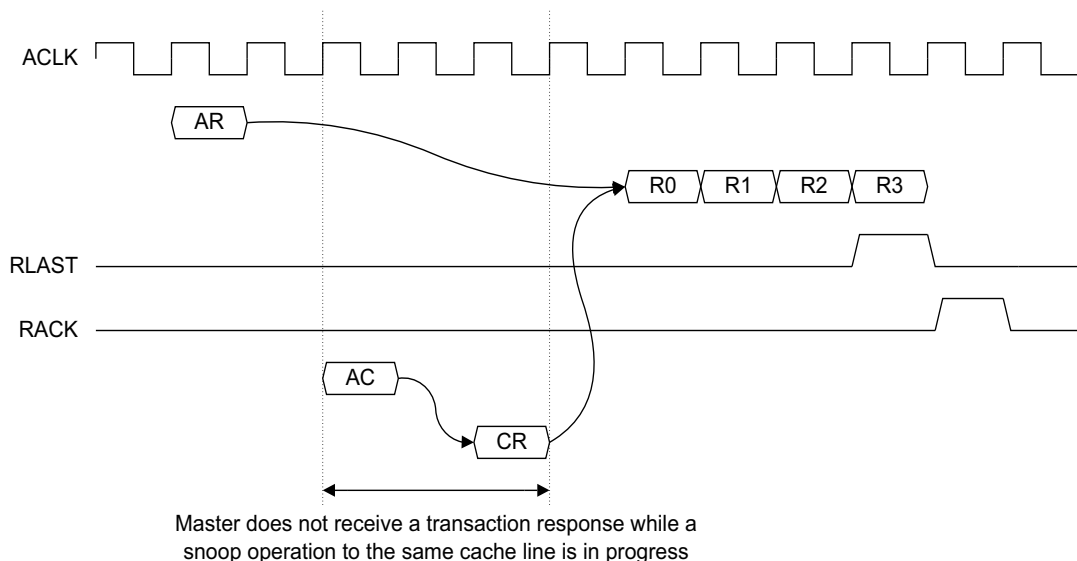 ACLK
AR
R0 R1 R2 R3
RLAST
RACK
AC
CR
Master does not receive a transaction response while a
snoop operation to the same cache line is in progress